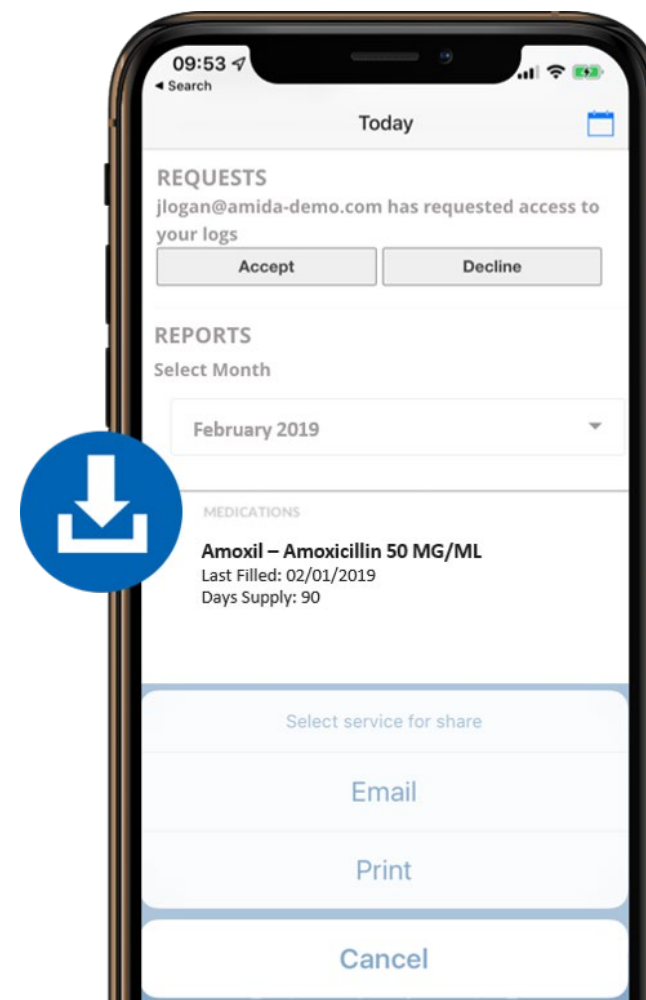 09:53
Search
Today
REQUESTS
jlogan@amida-demo.com has requested access to
your logs
Accept Decline
REPORTS
Select Month
February 2019
MEDICATIONS
Amoxil – Amoxicillin 50 MG/ML
Last Filled: 02/01/2019
Days Supply: 90
Select service for share
Email
Print
Cancel